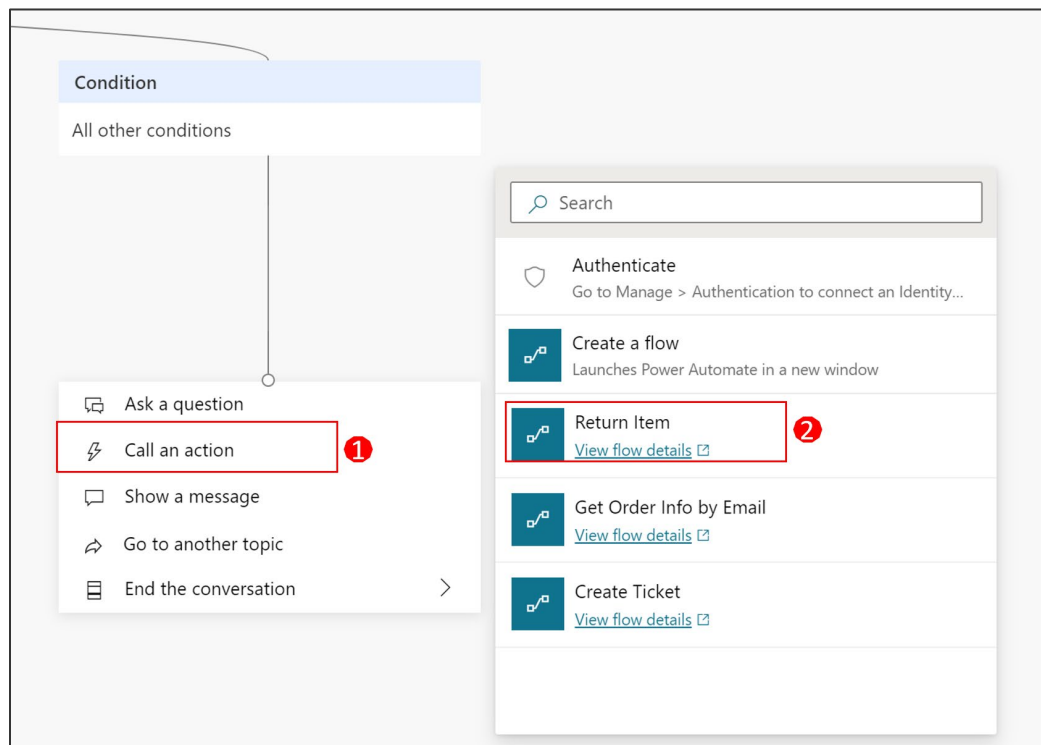 Condition
All other conditions
Ask a question
Call an action
1
Show a message
Go to another topic
End the conversation
Search
Authenticate
Go to Manage > Authentication to connect an Identity...
Create a flow
Launches Power Automate in a new window
Return Item
2
View flow details
Get Order Info by Email
View flow details
Create Ticket
View flow details